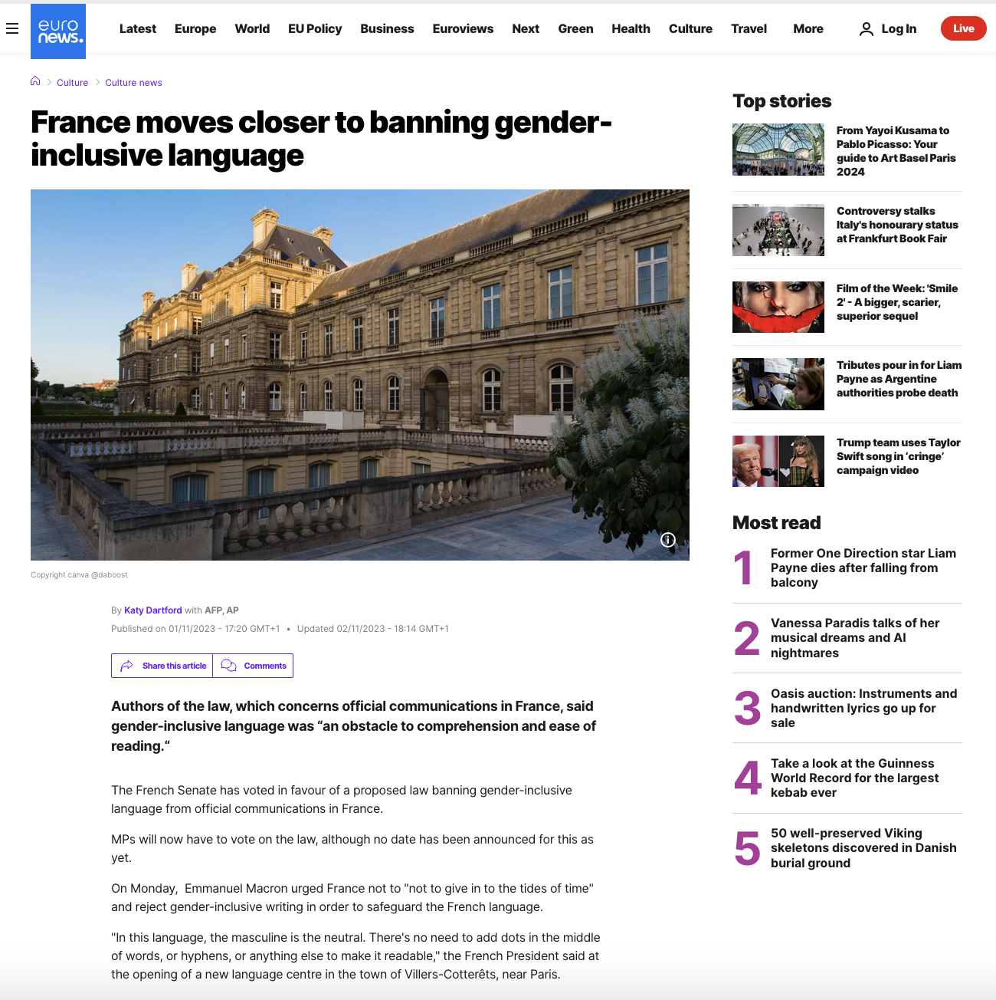 euro
news.
Latest Europe World EU Policy Business Euroviews Next Green Health Culture Travel More Log In Live
Culture Culture news
France moves closer to banning gender-
inclusive language
Copyright canva @daboost
By Katy Dartford with AFP, AP
Published on 01/11/2023 - 17:20 GMT+1 • Updated 02/11/2023 - 18:14 GMT+1
Share this article Comments
Authors of the law, which concerns official communications in France, said
gender-inclusive language was “an obstacle to comprehension and ease of
reading.“
The French Senate has voted in favour of a proposed law banning gender-inclusive
language from official communications in France.
MPs will now have to vote on the law, although no date has been announced for this as
yet.
On Monday,  Emmanuel Macron urged France not to "not to give in to the tides of time"
and reject gender-inclusive writing in order to safeguard the French language.
"In this language, the masculine is the neutral. There's no need to add dots in the middle
of words, or hyphens, or anything else to make it readable," the French President said at
the opening of a new language centre in the town of Villers-Cotterêts, near Paris.
Top stories
From Yayoi Kusama to
Pablo Picasso: Your
guide to Art Basel Paris
2024
Controversy stalks
Italy's honourary status
at Frankfurt Book Fair
Film of the Week: 'Smile
2' - A bigger, scarier,
superior sequel
Tributes pour in for Liam
Payne as Argentine
authorities probe death
Trump team uses Taylor
Swift song in ‘cringe’
campaign video
Most read
1
Former One Direction star Liam
Payne dies after falling from
balcony
2
Vanessa Paradis talks of her
musical dreams and AI
nightmares
3
Oasis auction: Instruments and
handwritten lyrics go up for
sale
4
Take a look at the Guinness
World Record for the largest
kebab ever
5
50 well-preserved Viking
skeletons discovered in Danish
burial ground